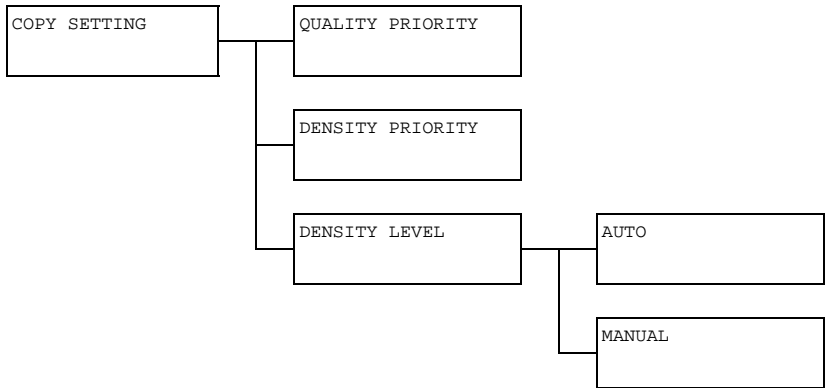 COPY SETTING
QUALITY PRIORITY
DENSITY PRIORITY
DENSITY LEVEL
AUTO
MANUAL